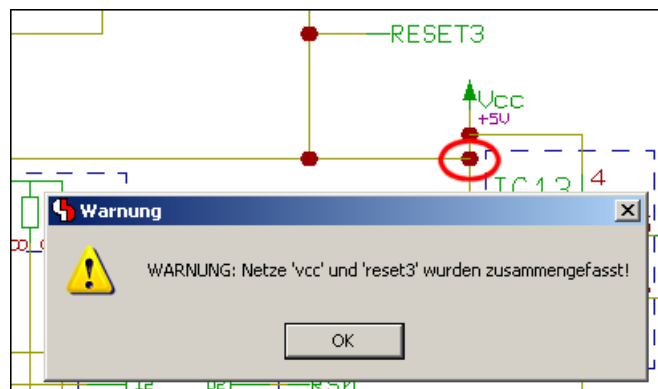 RESET3
Vcc
+5V
IC13
4
Warnung
WARNUNG: Netze 'vcc' und 'reset3' wurden zusammengefasst!
OK